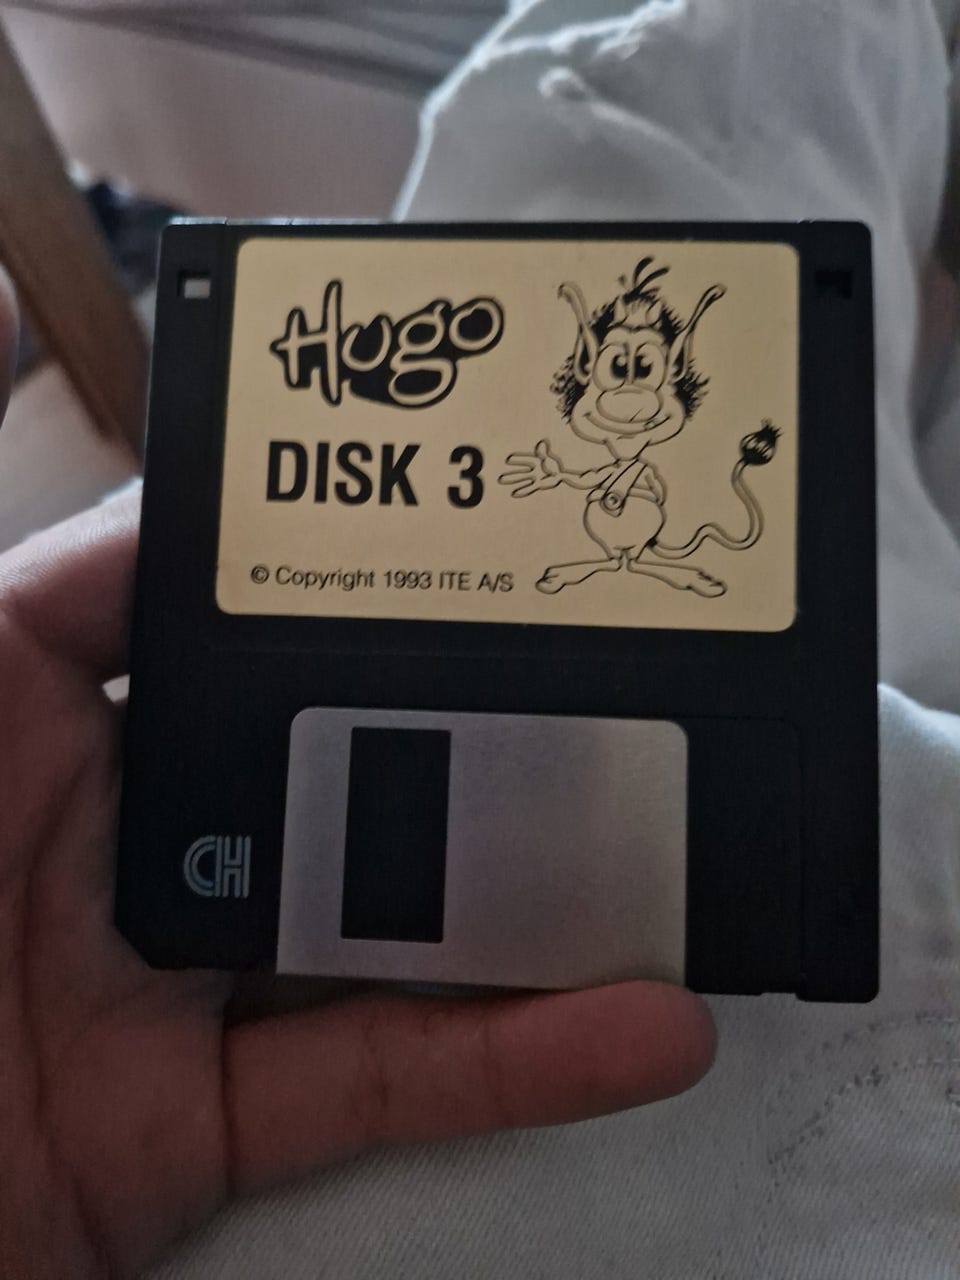 Hugo
DISK 3
© Copyright 1993 ITE A/S
CH